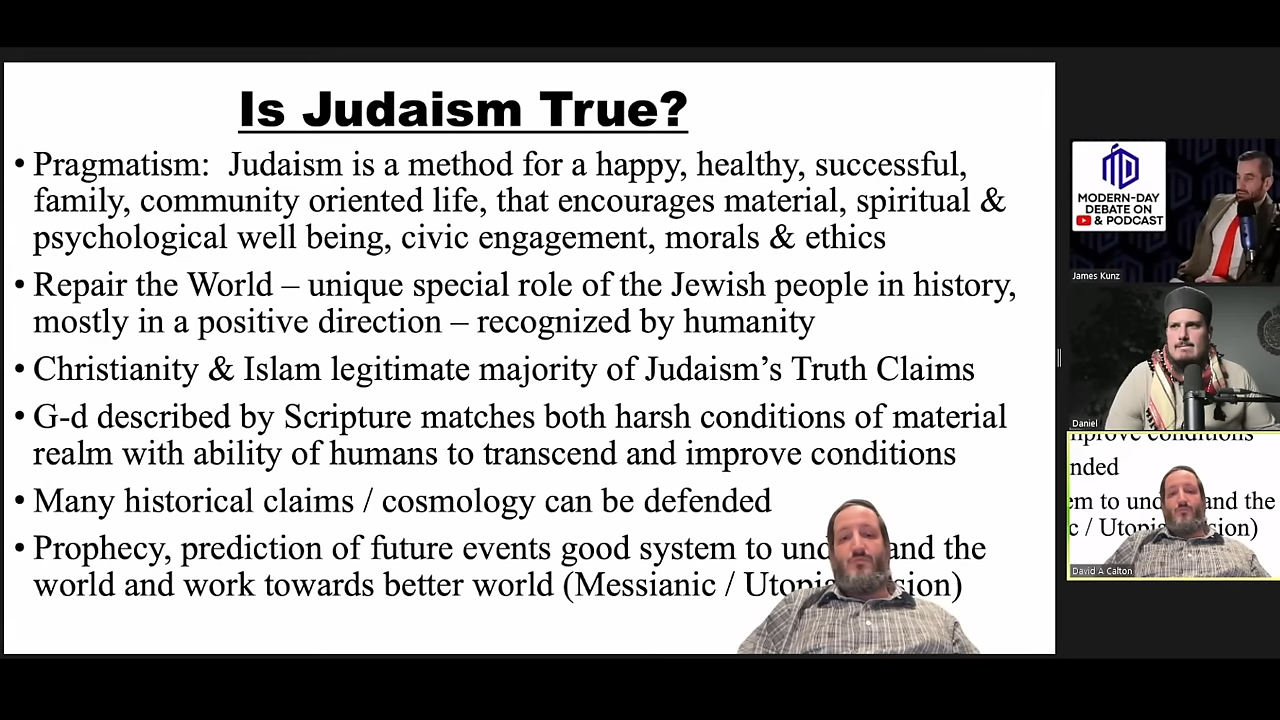 Is Judaism True?
• Pragmatism: Judaism is a method for a happy, healthy, successful,
family, community oriented life, that encourages material, spiritual &
psychological well being, civic engagement, morals & ethics
• Repair the World – unique special role of the Jewish people in history,
mostly in a positive direction – recognized by humanity
• Christianity & Islam legitimate majority of Judaism's Truth Claims
• G-d described by Scripture matches both harsh conditions of material
realm with ability of humans to transcend and improve conditions
• Many historical claims / cosmology can be defended
• Prophecy, prediction of future events good system to und and the
world and work towards better world (Messianic / Utopia sion)
MODERN-DAY
DEBATE ON
& PODCAST
James Kunz
Daniel
nded
em to und and the
c / Utopia sion)
David A Calton